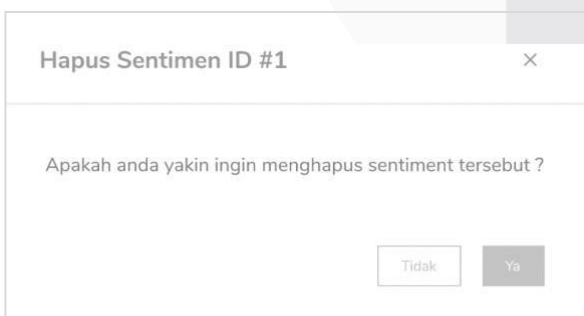 Hapus Sentimen ID #1 ×
Apakah anda yakin ingin menghapus sentiment tersebut ?
Tidak Ya